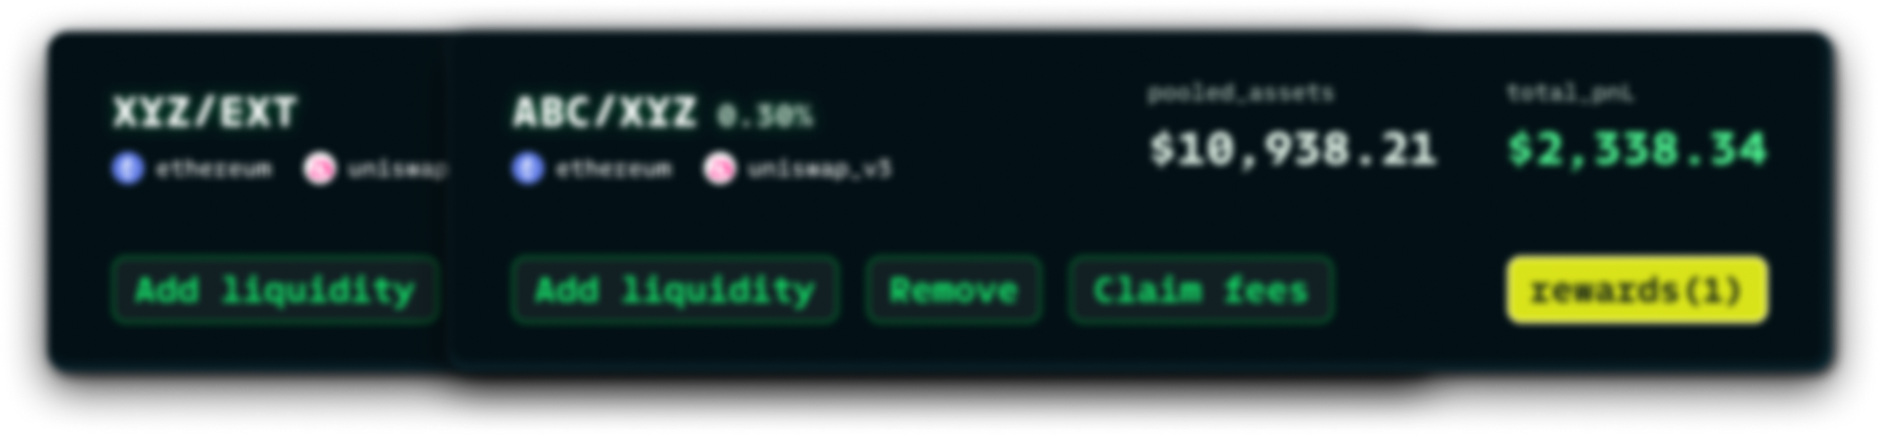 XYZ/EXT
ethereum uniswap
Add liquidity
ABC/XYZ 0.30%
ethereum uniswap_v3
Add liquidity Remove Claim fees
pooled_assets
$10,938.21
total_pnL
$2,338.34
rewards(1)